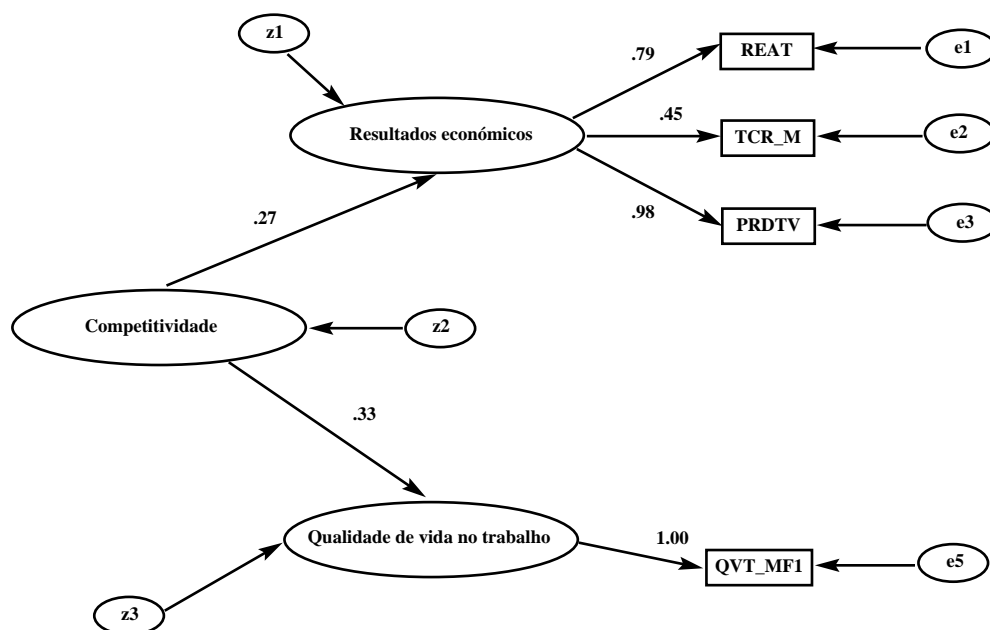 z1
REAT
e1
.79
Resultados económicos
.45
TCR_M
e2
.98
PRDTV
e3
.27
Competitividade
z2
.33
Qualidade de vida no trabalho
1.00
QVT_MF1
e5
z3